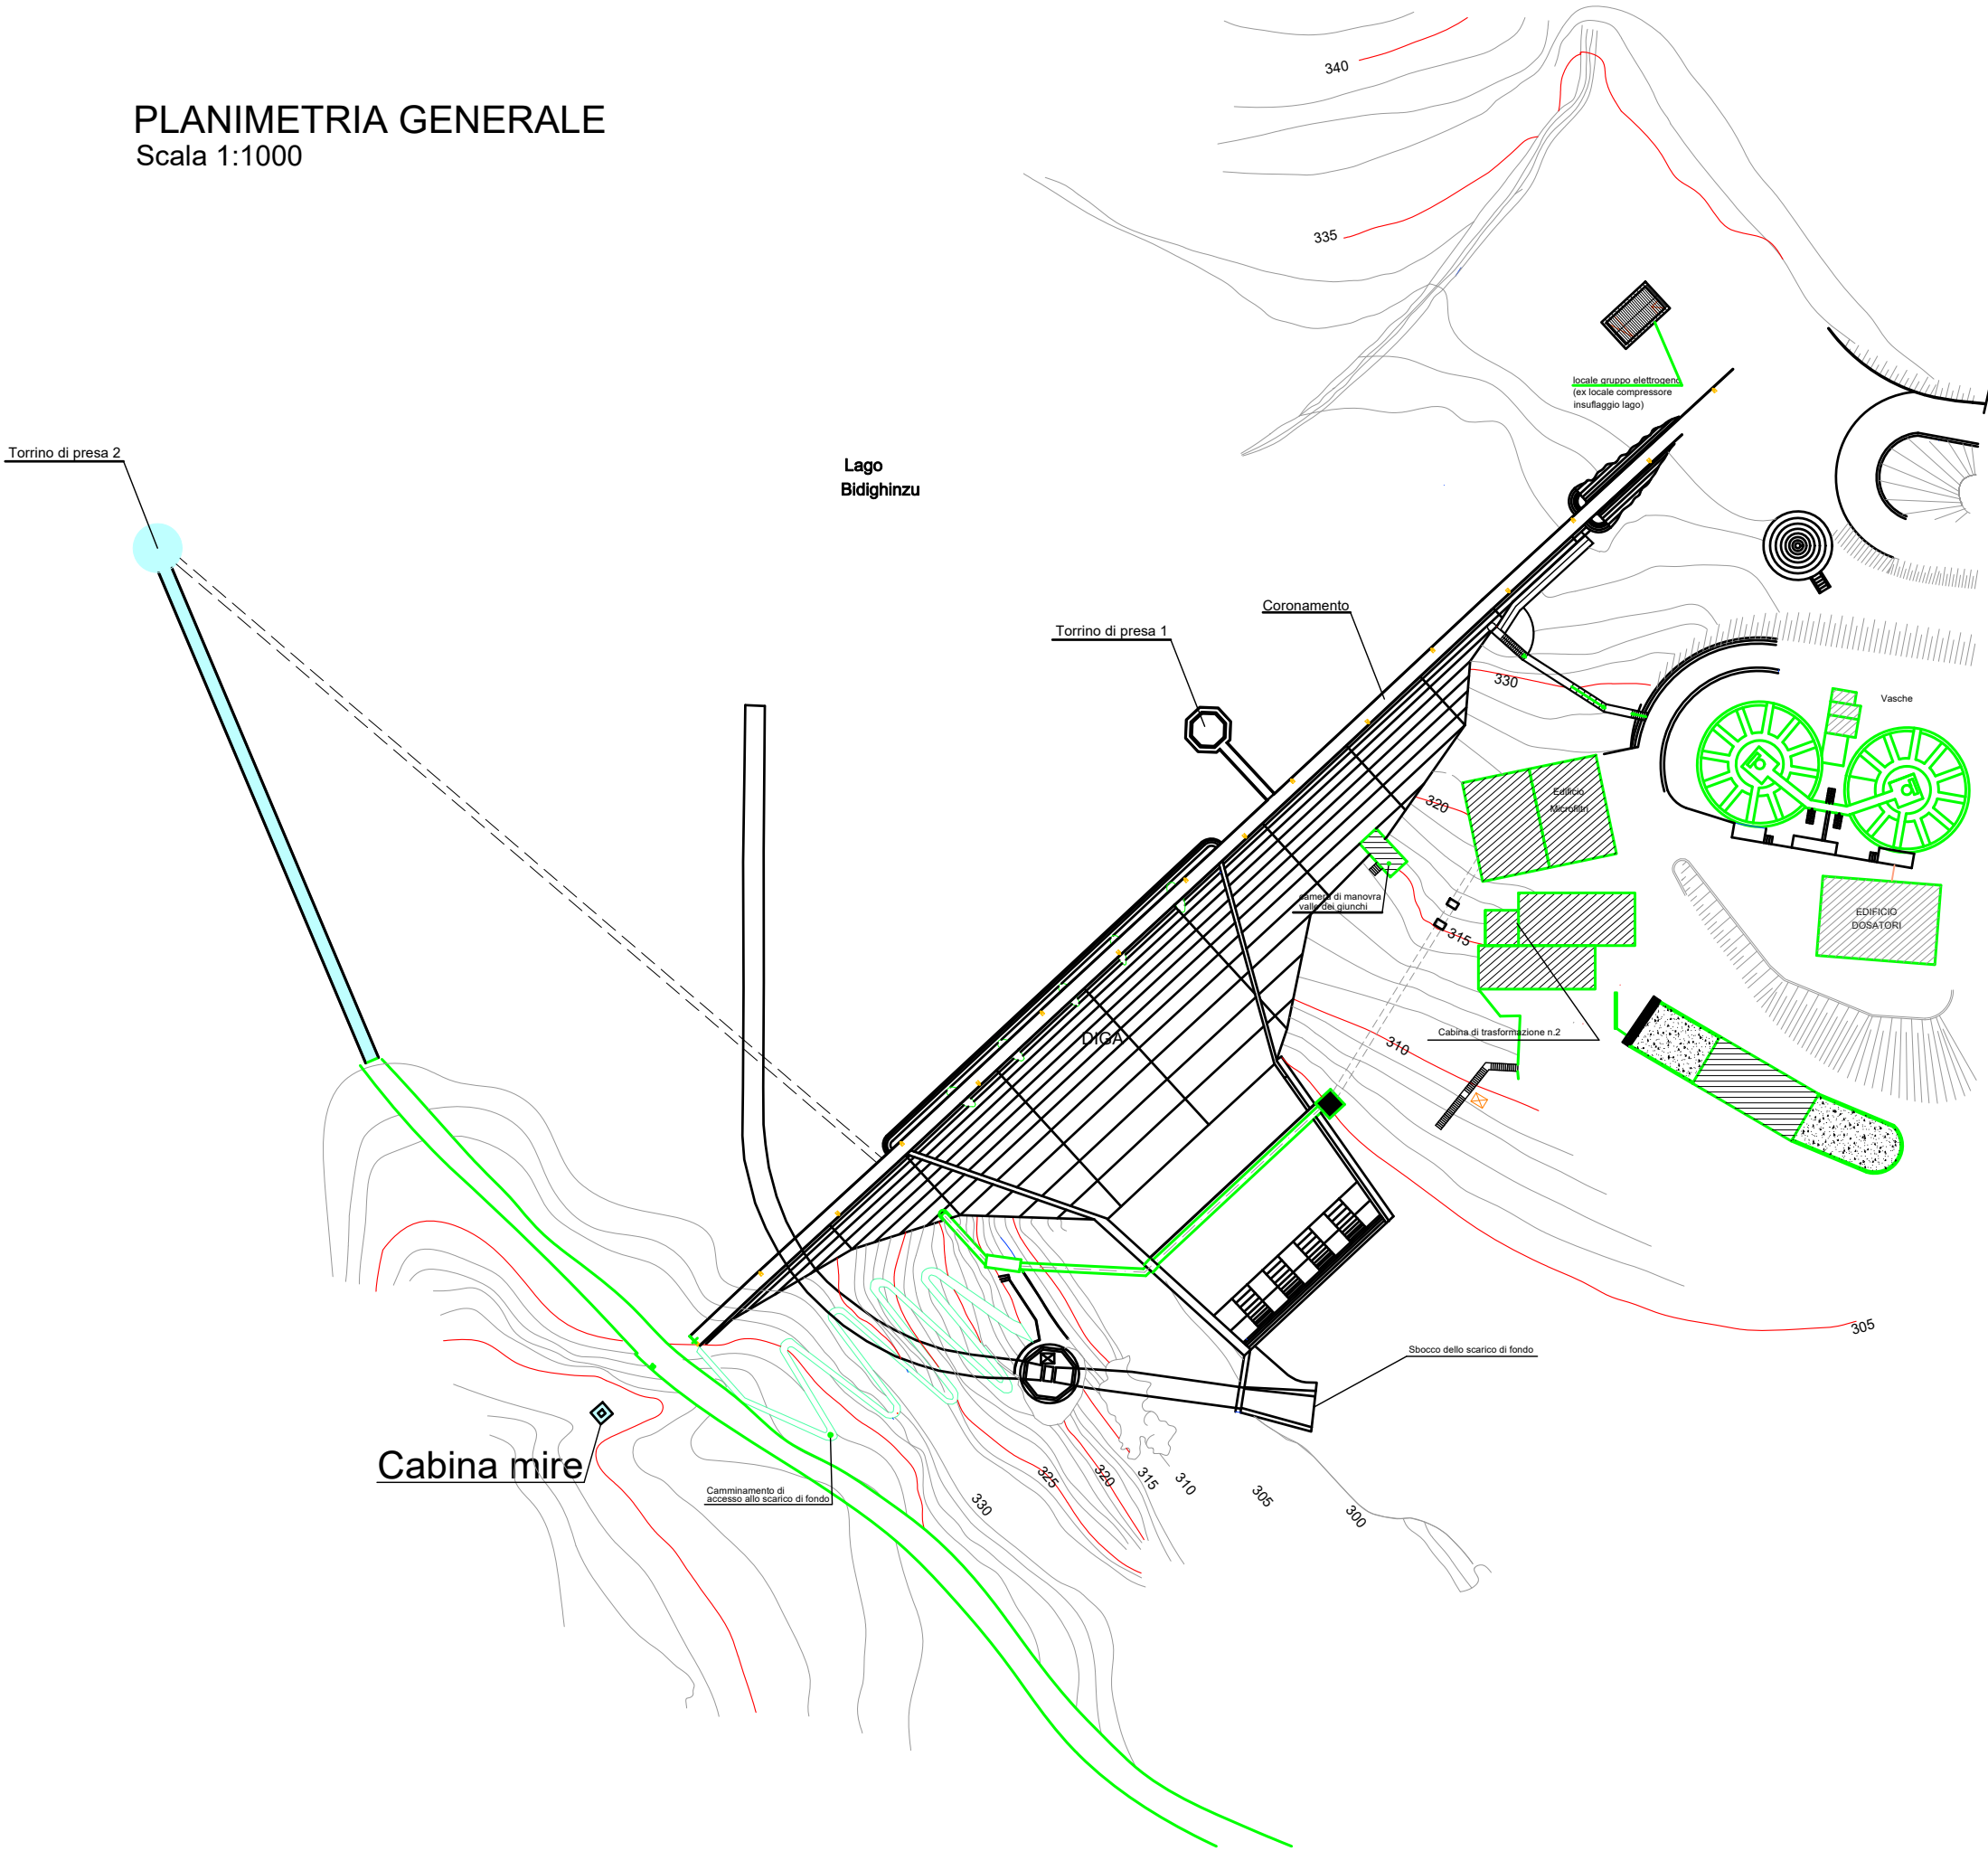 PLANIMETRIA GENERALE
Scala 1:1000
340
335
locale gruppo elettrogeno
(ex locale compressore
insuflaggio lago)
Torrino di presa 2
Lago
Bidighinzu
Coronamento
Torrino di presa 1
330
Vasche
320
Edificio
Microfiltri
camera di manovra
valle dei giunchi
315
EDIFICIO
DOSATORI
DIGA
310
Cabina di trasformazione n.2
305
Sbocco dello scarico di fondo
Cabina mire
Camminamento di
accesso allo scarico di fondo
330
325
320
315
310
305
300